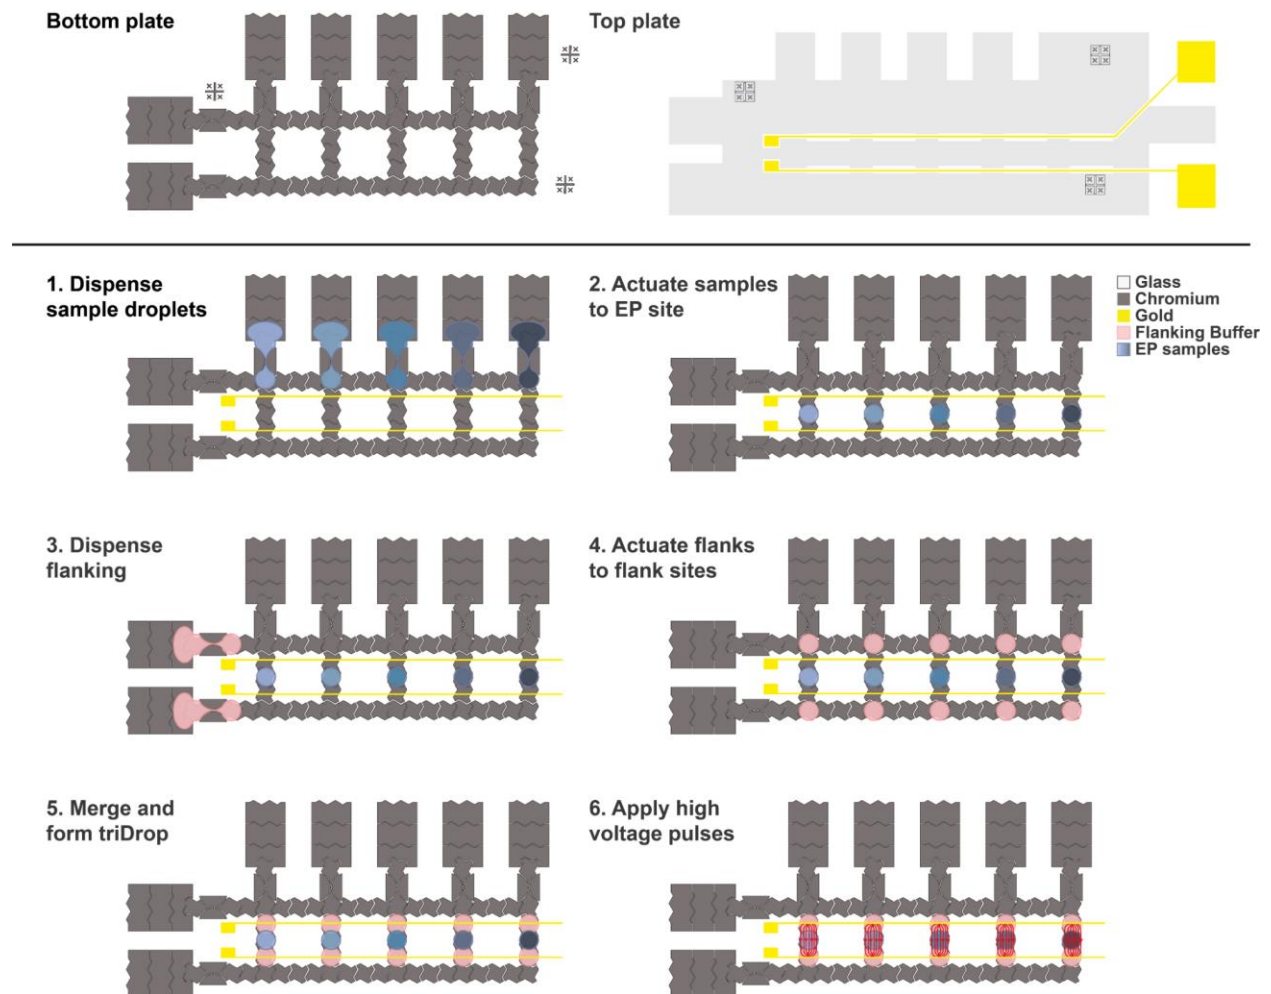 Bottom plate
Top plate
1. Dispense
sample droplets
2. Actuate samples
to EP site
Glass
Chromium
Gold
Flanking Buffer
EP samples
3. Dispense
flanking
4. Actuate flanks
to flank sites
5. Merge and
form triDrop
6. Apply high
voltage pulses